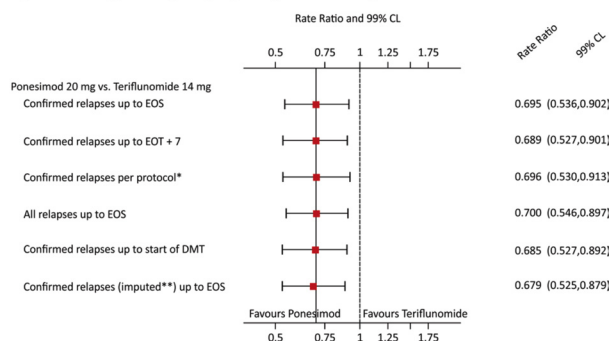 Rate Ratio and 99% CL
0.5 0.75 1 1.25 1.75
Rate Ratio
99% CL
Ponesimod 20 mg vs. Teriflunomide 14 mg
Confirmed relapses up to EOS 0.695 (0.536,0.902)
Confirmed relapses up to EOT + 7 0.689 (0.527,0.901)
Confirmed relapses per protocol* 0.696 (0.530,0.913)
All relapses up to EOS 0.700 (0.546,0.897)
Confirmed relapses up to start of DMT 0.685 (0.527,0.892)
Confirmed relapses (imputed**) up to EOS 0.679 (0.525,0.879)
Favours Ponesimod Favours Teriflunomide
0.5 0.75 1 1.25 1.75